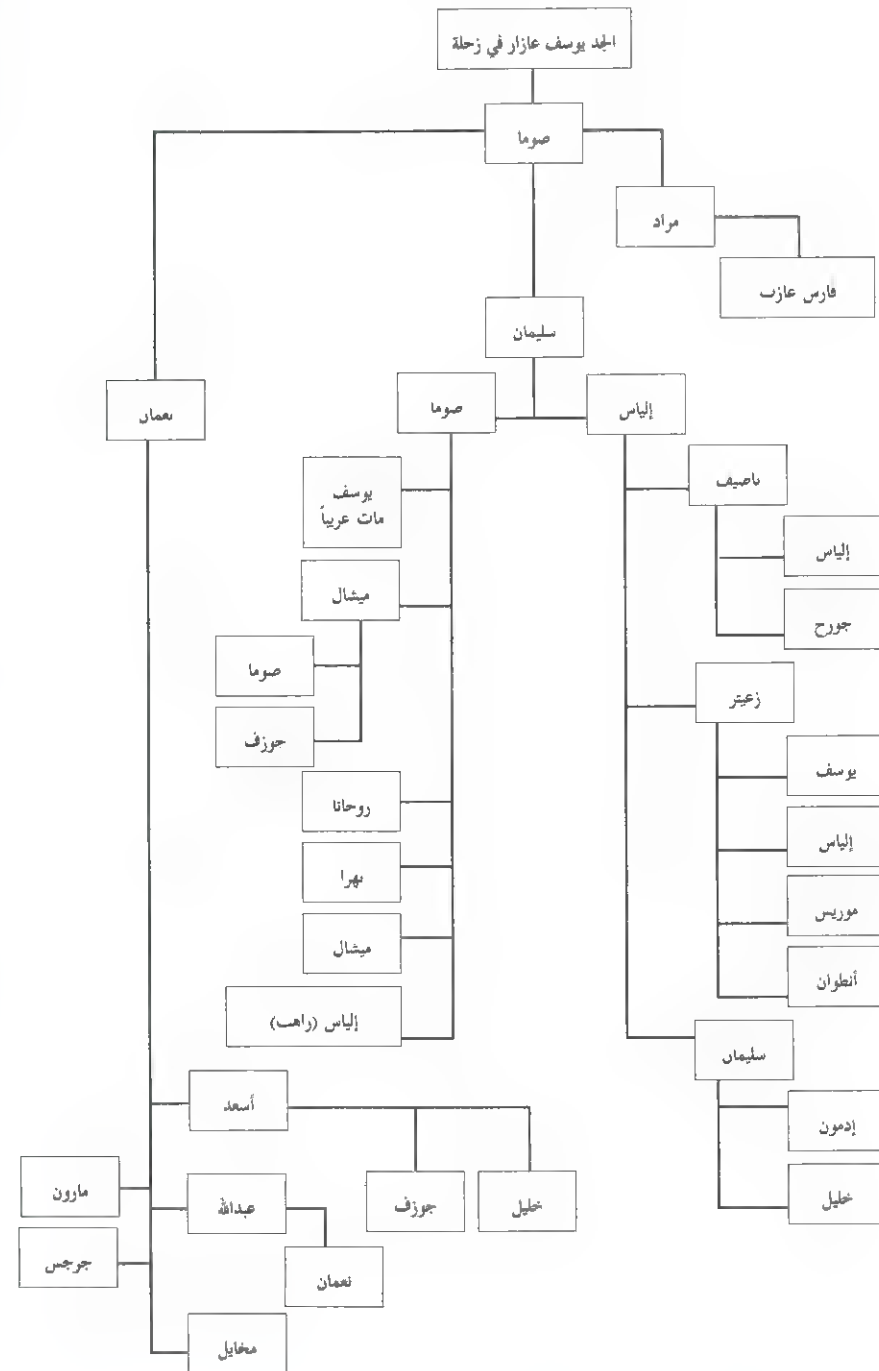 الجد يوسف عازار في زحلة
صوما
مراد
فارس عازب
سليمان
نعمان
صوما
إلياس
يوسف
مات عريباً
ناصيف
إلياس
ميشال
جورج
صوما
زعيتر
جوزف
يوسف
روحانا
إلياس
نهرا
موريس
ميشال
أنطوان
إلياس (راهب)
سليمان
أسعد
إدمون
مارون
عبدالله
جوزف
خليل
خليل
جرجس
نعمان
مخايل